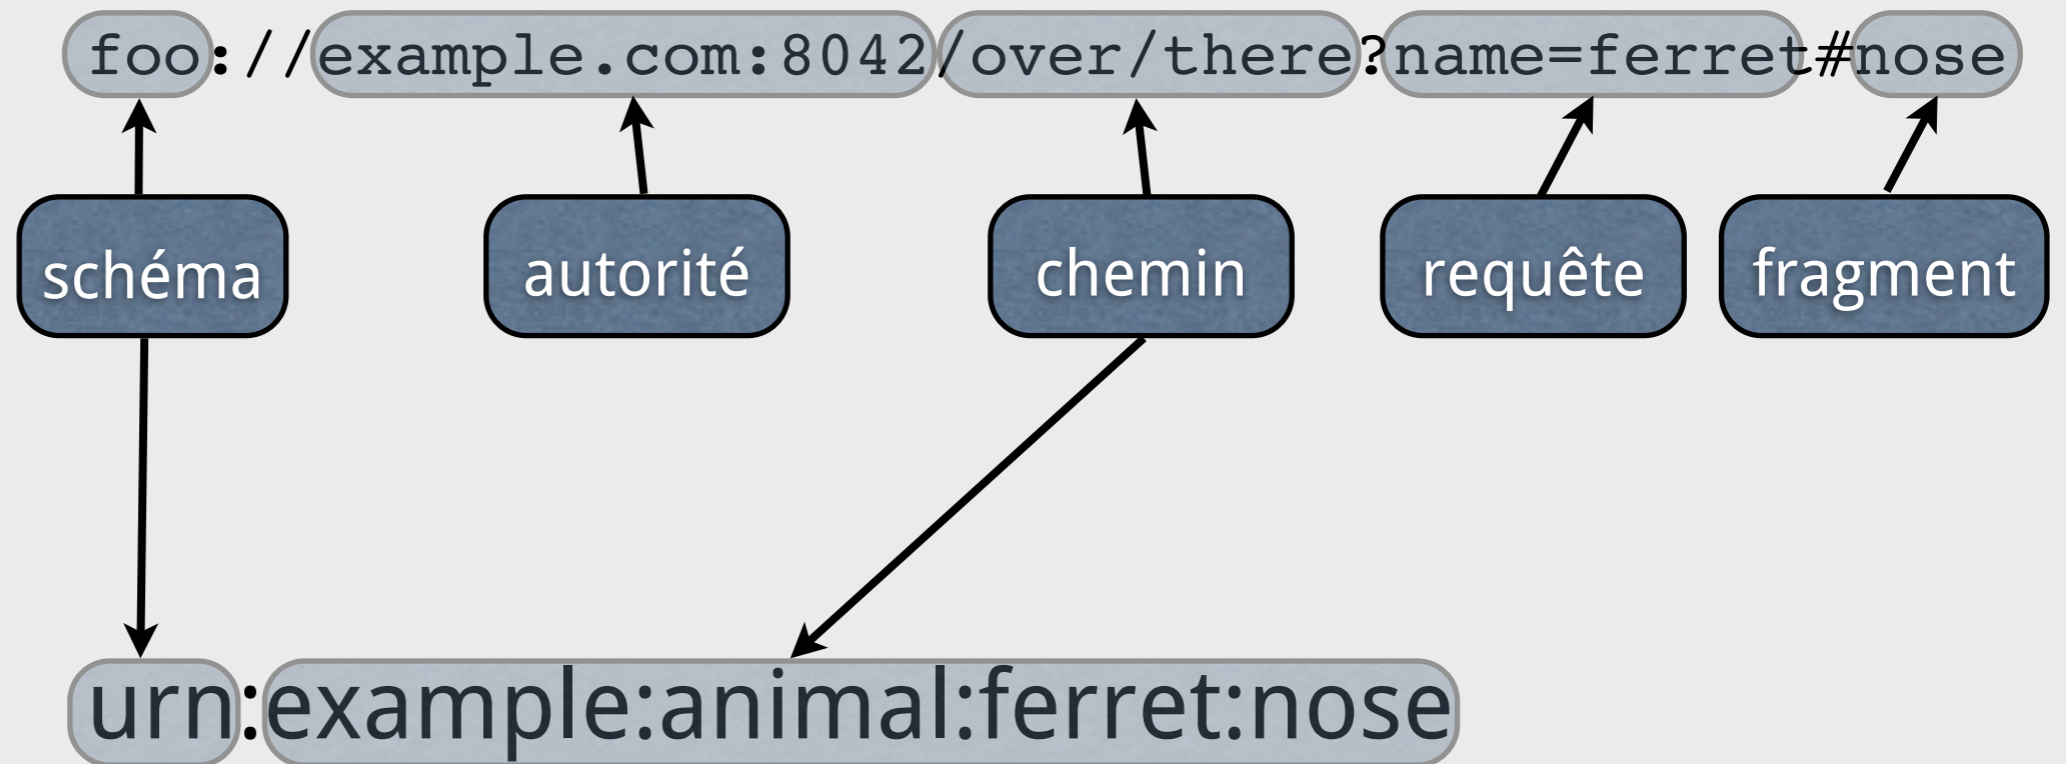 foo://example.com:8042/over/there?name=ferret#nose
schéma autorité chemin requête fragment
urn:example:animal:ferret:nose